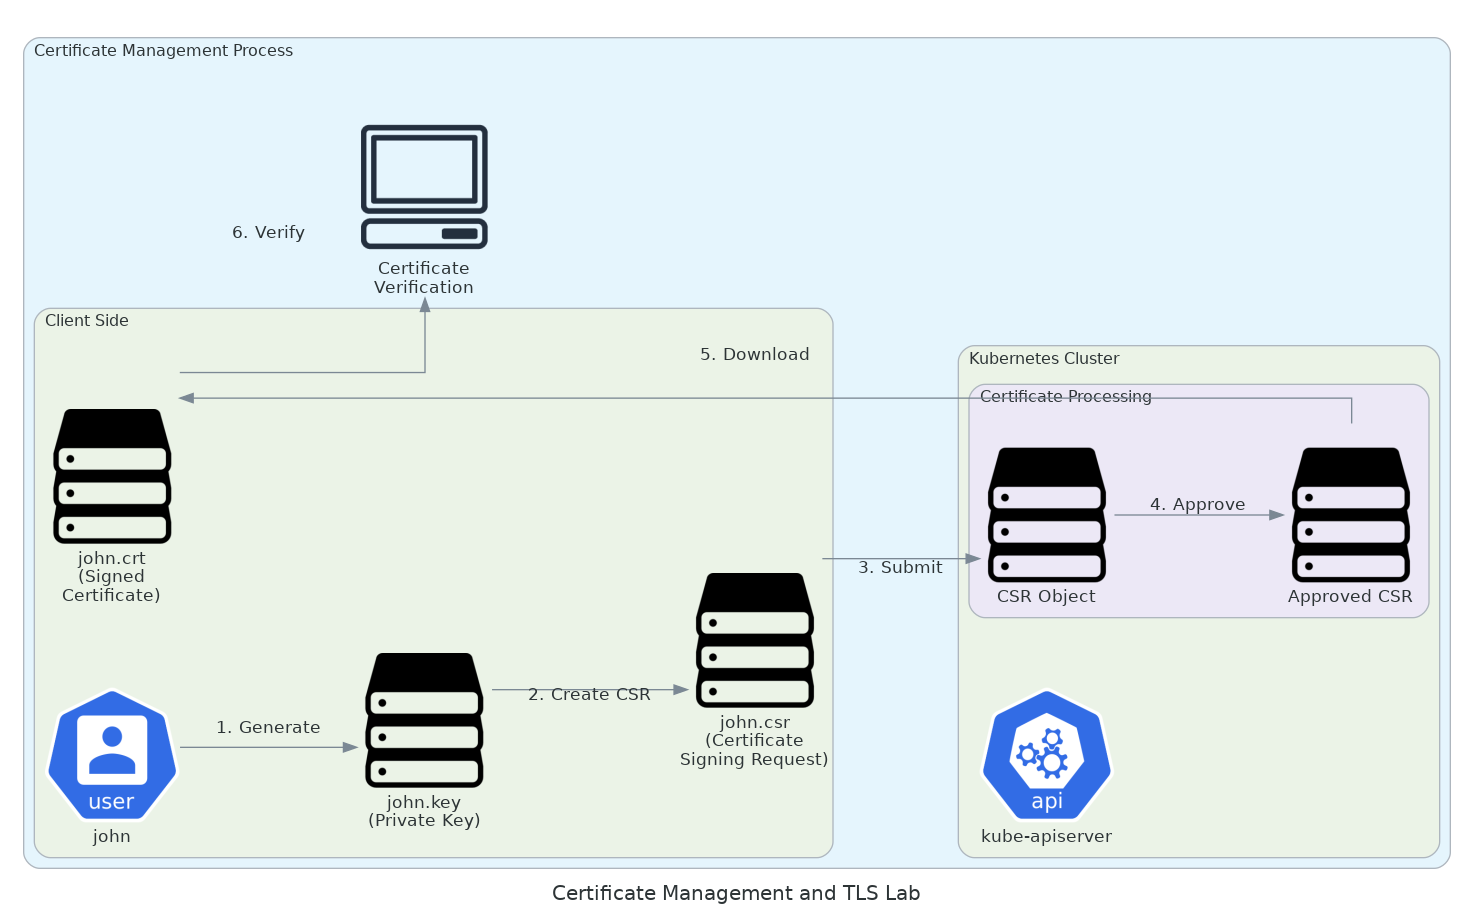 Certificate Management Process
6. Verify
Certificate
Verification
Client Side
5. Download
Kubernetes Cluster
Certificate Processing
4. Approve
john.crt
(Signed
Certificate)
3. Submit
CSR Object
Approved CSR
2. Create CSR
john.csr
(Certificate
Signing Request)
1. Generate
user
john
john.key
(Private Key)
api
kube-apiserver
Certificate Management and TLS Lab